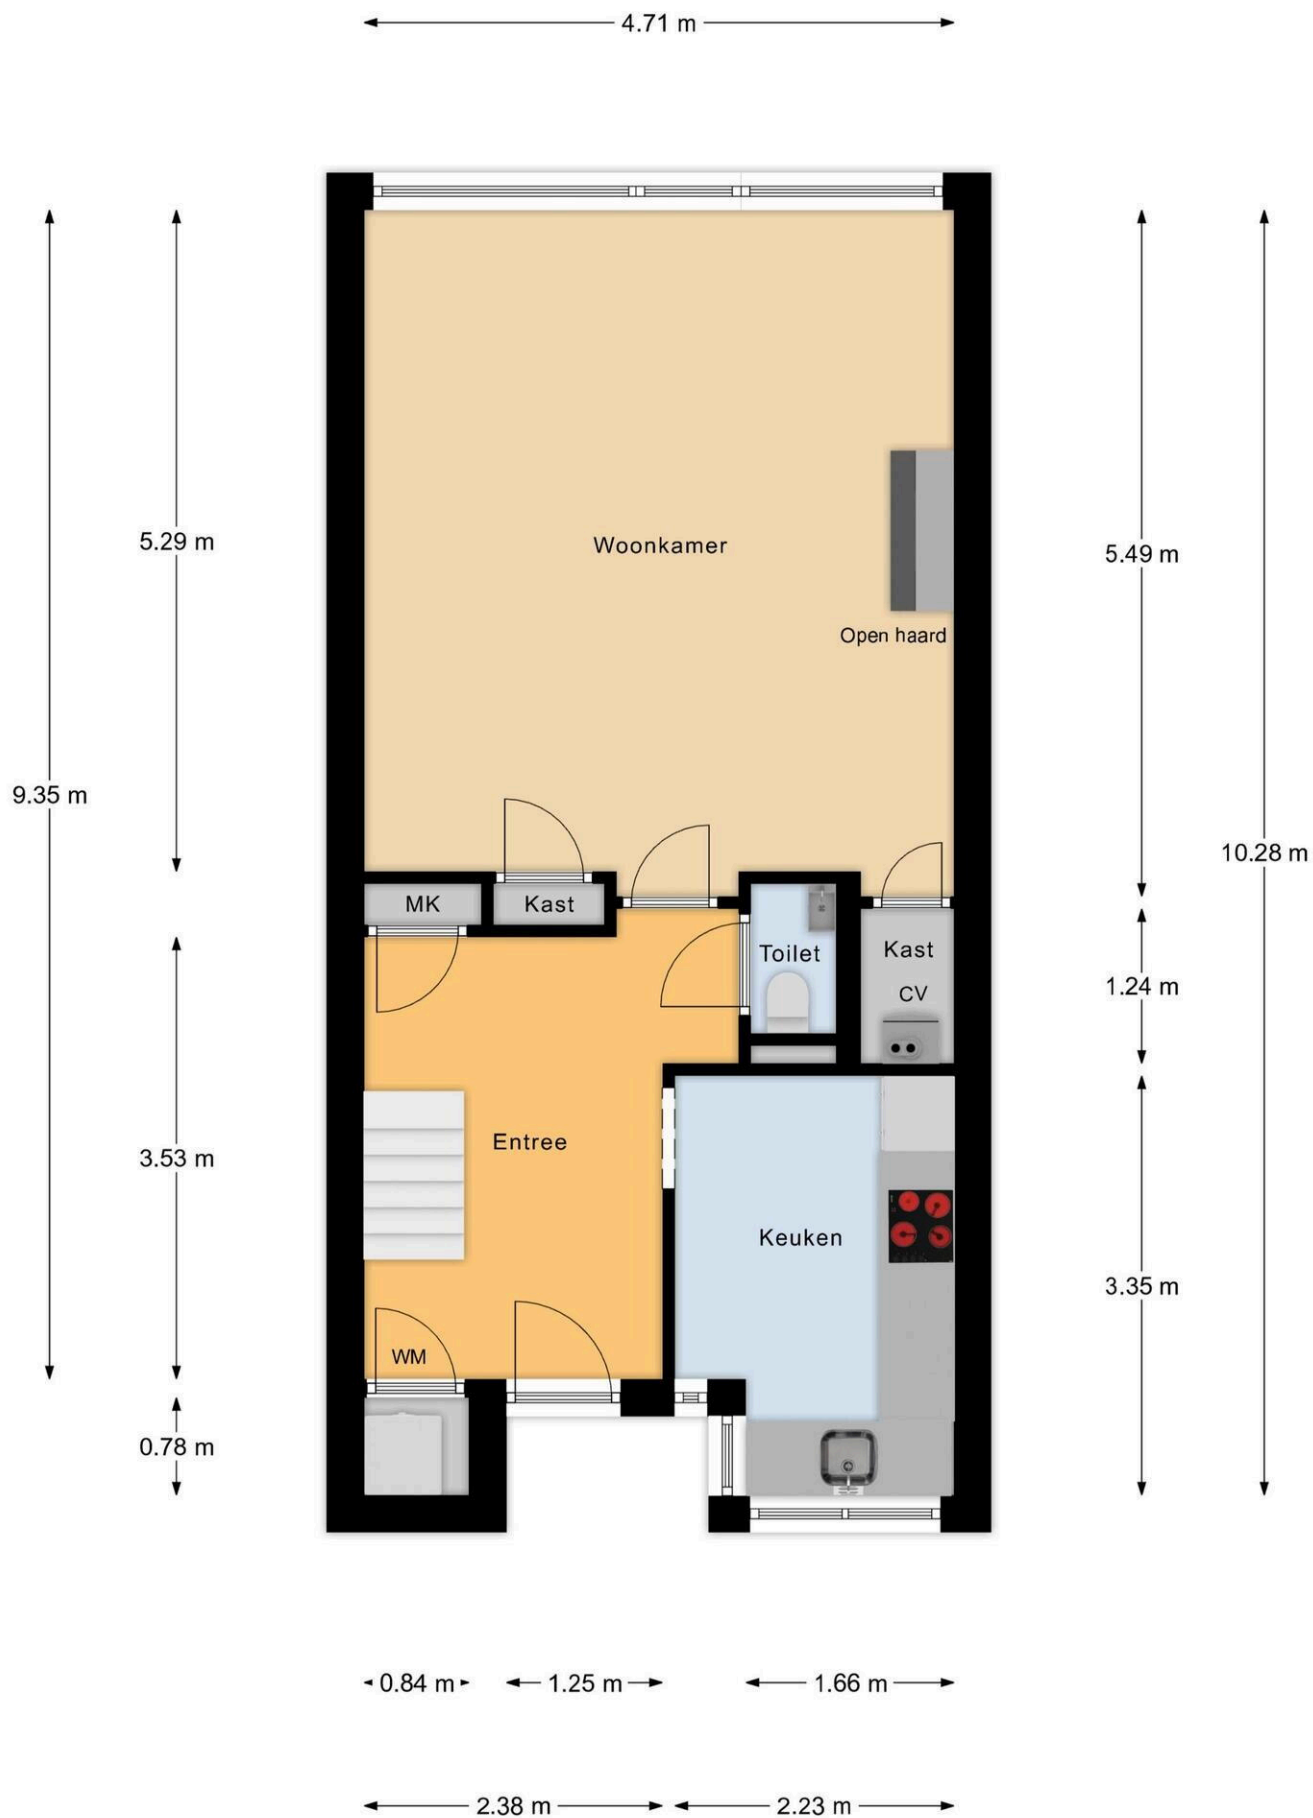 4.71 m
5.29 m
Woonkamer
5.49 m
Open haard
9.35 m
10.28 m
MK
Kast
Toilet
Kast
CV
1.24 m
Entree
3.53 m
Keuken
3.35 m
WM
0.78 m
0.84 m
1.25 m
1.66 m
2.38 m
2.23 m